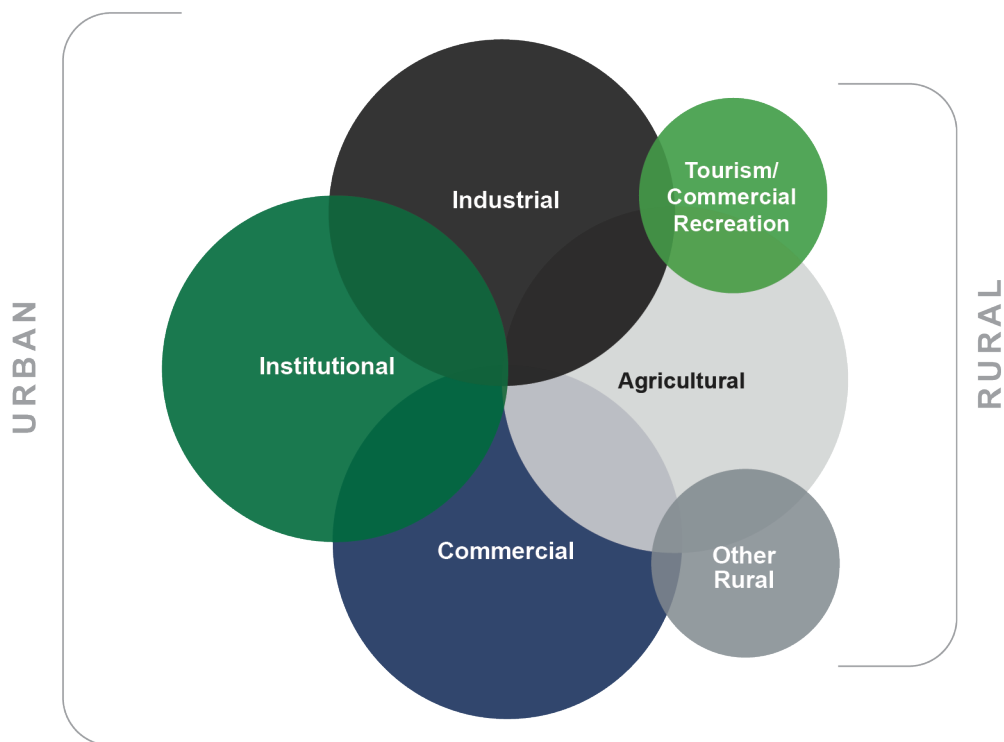 URBAN
Industrial
Tourism/
Commercial
Recreation
Institutional
Agricultural
Commercial
Other
Rural
RURAL